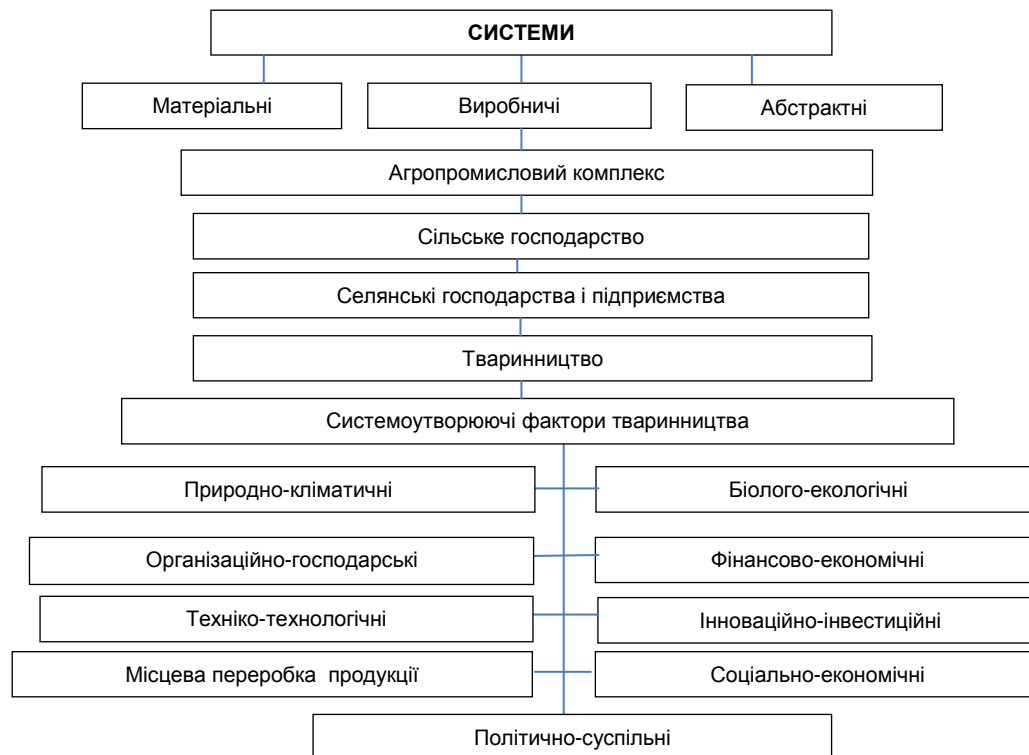 СИСТЕМИ
Матеріальні
Виробничі
Абстрактні
Агропромисловий комплекс
Сільське господарство
Селянські господарства і підприємства
Тваринництво
Системоутворюючі фактори тваринництва
Природно-кліматичні
Біолого-екологічні
Організаційно-господарські
Фінансово-економічні
Техніко-технологічні
Інноваційно-інвестиційні
Місцева переробка продукції
Соціально-економічні
Політично-суспільні